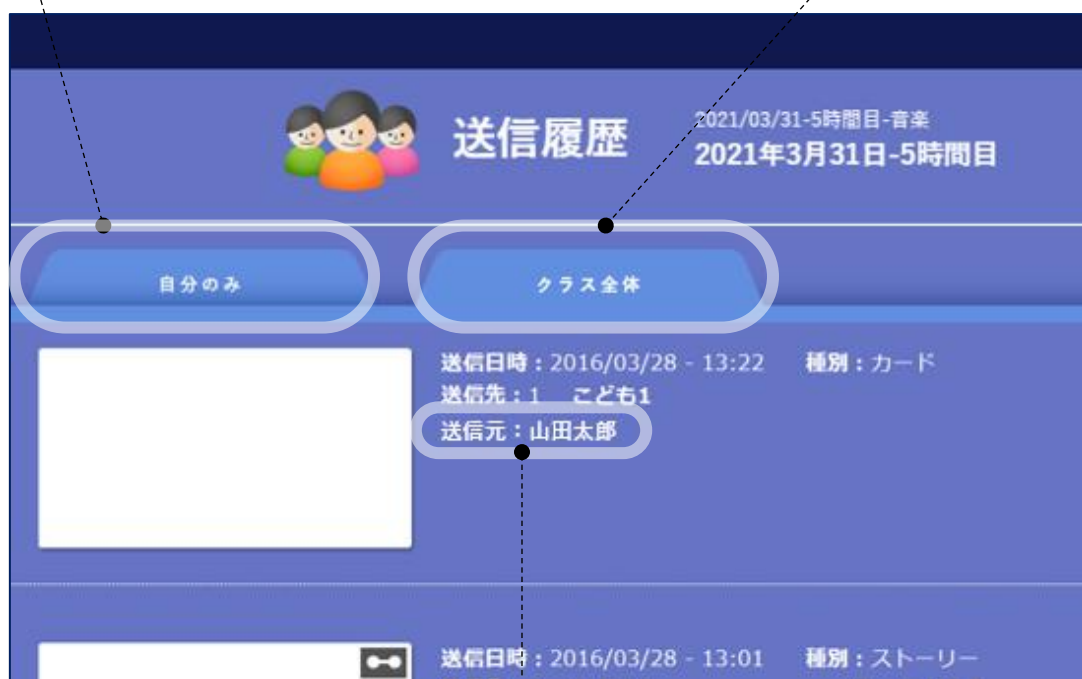 送信履歴
2021/03/31-5時間目-音楽
2021年3月31日-5時間目
自分のみ
クラス全体
送信日時：2016/03/28 - 13:22 種別：カード
送信先：1 こども1
送信元：山田太郎
送信日時：2016/03/28 - 13:01 種別：ストーリー